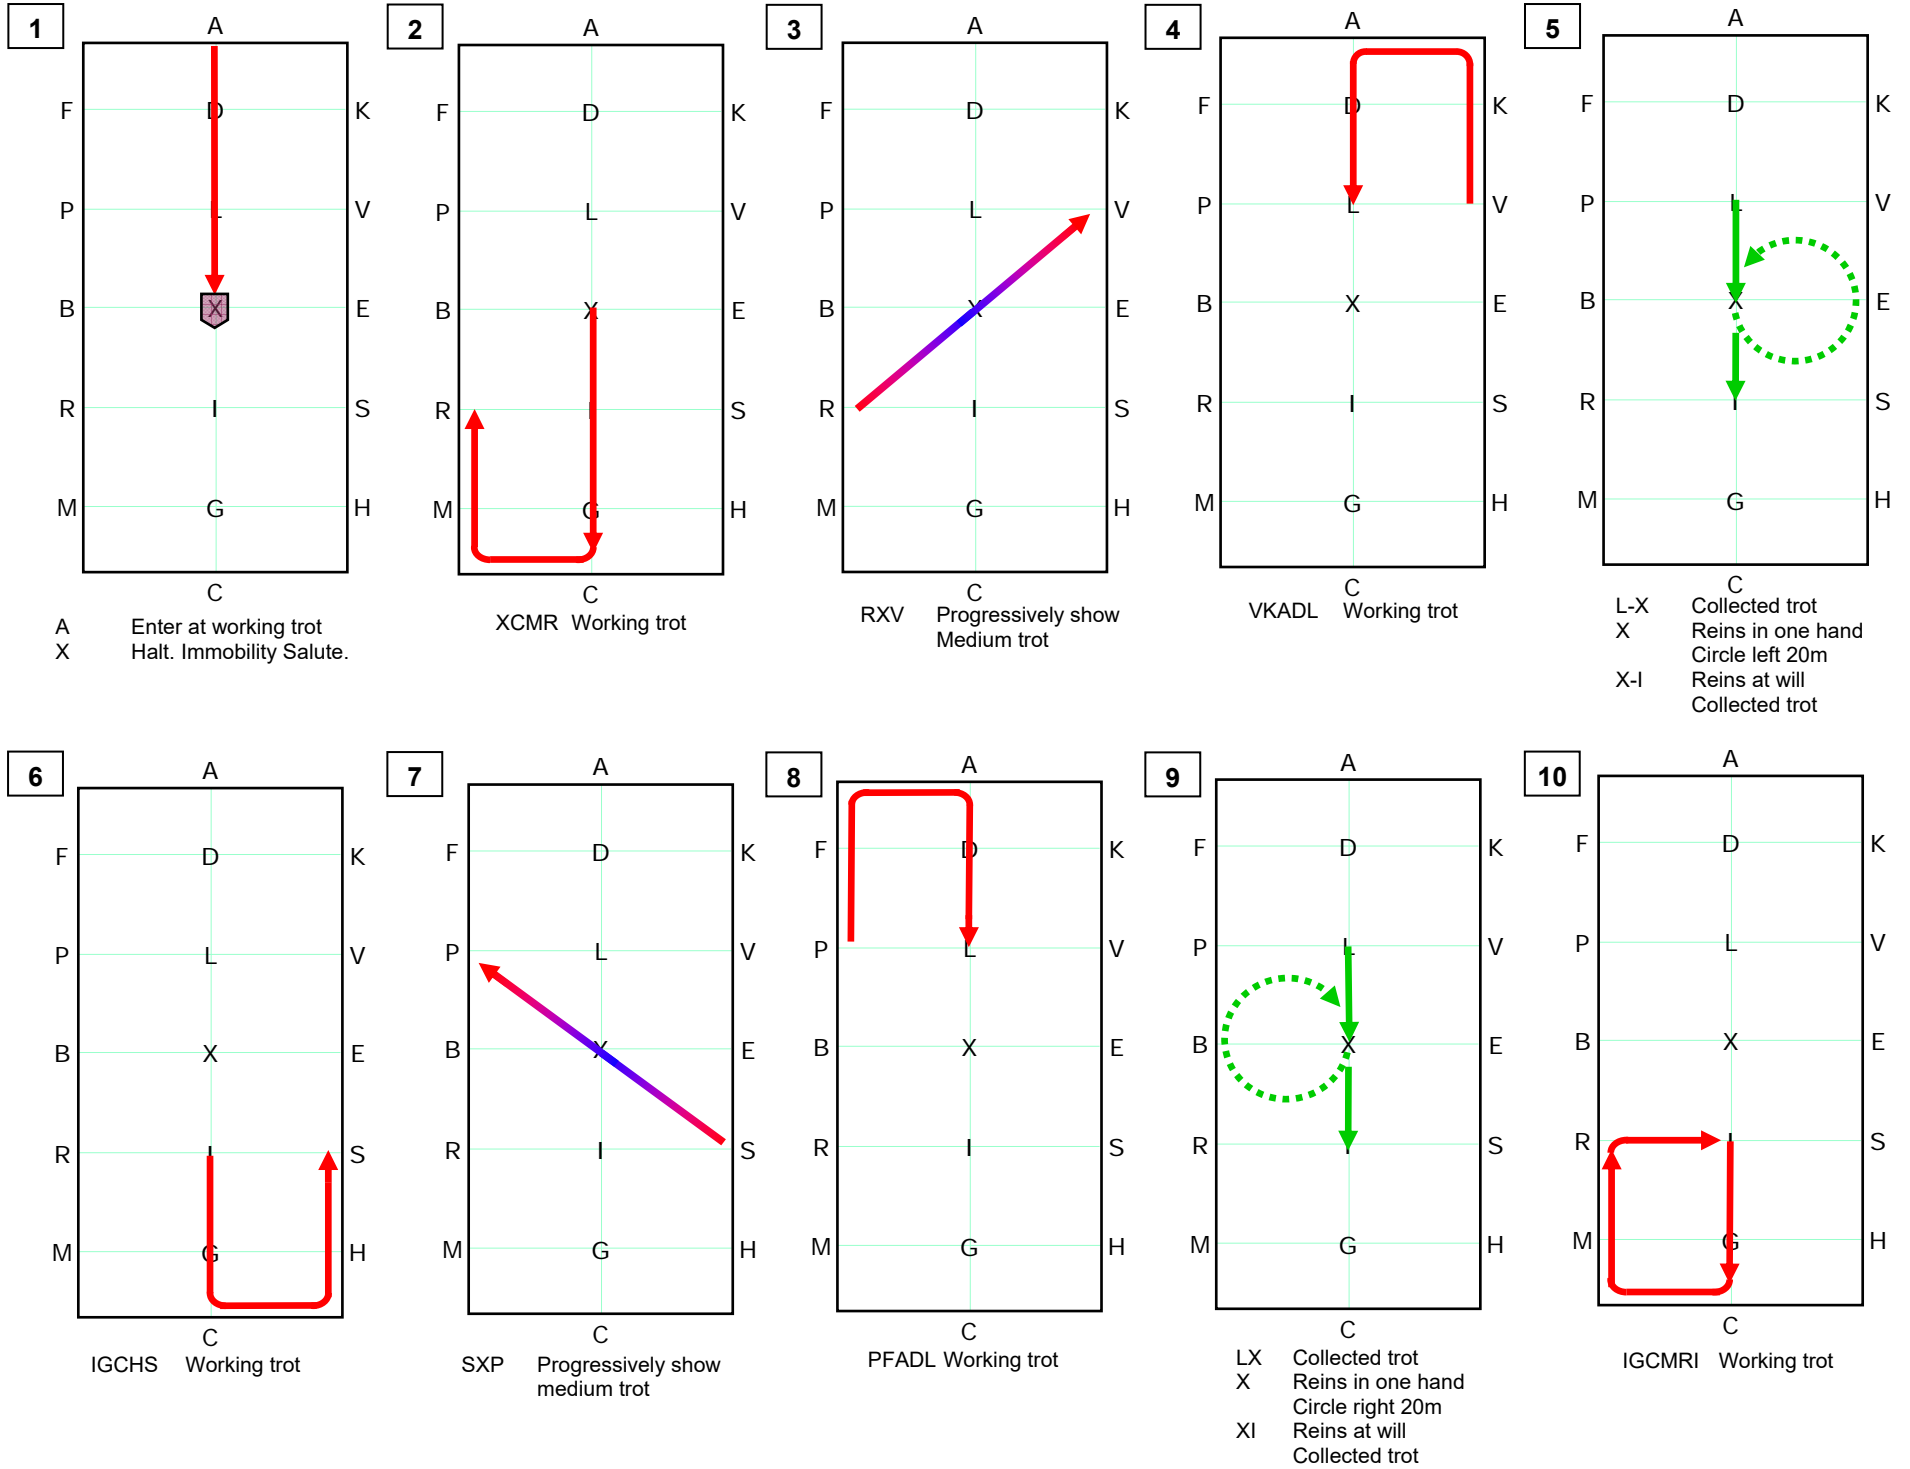 1
A
F D K
P L V
B X E
R I S
M G H
C
A Enter at working trot
X Halt. Immobility Salute.
2
A
F D K
P L V
B X E
R I S
M G H
C
XCMR Working trot
3
A
F D K
P L V
B X E
R I S
M G H
C
RXV Progressively show
Medium trot
4
A
F D K
P L V
B X E
R I S
M G H
C
VKADL Working trot
5
A
F D K
P L V
B X E
R I S
M G H
C
L-X Collected trot
X Reins in one hand
Circle left 20m
X-I Reins at will
Collected trot
6
A
F D K
P L V
B X E
R I S
M G H
C
IGCHS Working trot
7
A
F D K
P L V
B X E
R I S
M G H
C
SXP Progressively show
medium trot
8
A
F D K
P L V
B X E
R I S
M G H
C
PFADL Working trot
9
A
F D K
P L V
B X E
R I S
M G H
C
LX Collected trot
X Reins in one hand
Circle right 20m
XI Reins at will
Collected trot
10
A
F D K
P L V
B X E
R I S
M G H
C
IGCMRI Working trot